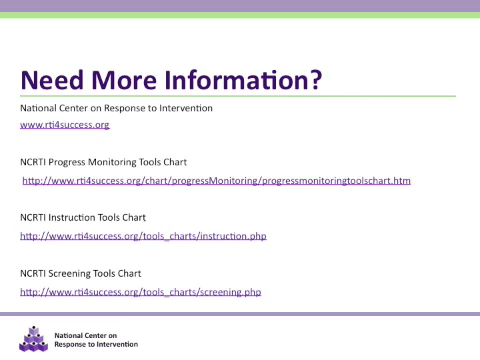 Need More Information?
National Center on Response to Intervention
www.rti4success.org
NCRTI Progress Monitoring Tools Chart
http://www.rti4success.org/chart/progressMonitoring/progressmonitoringtoolschart.htm
NCRTI Instruction Tools Chart
http://www.rti4success.org/tools_charts/instruction.php
NCRTI Screening Tools Chart
http://www.rti4success.org/tools_charts/screening.php
National Center on
Response to Intervention